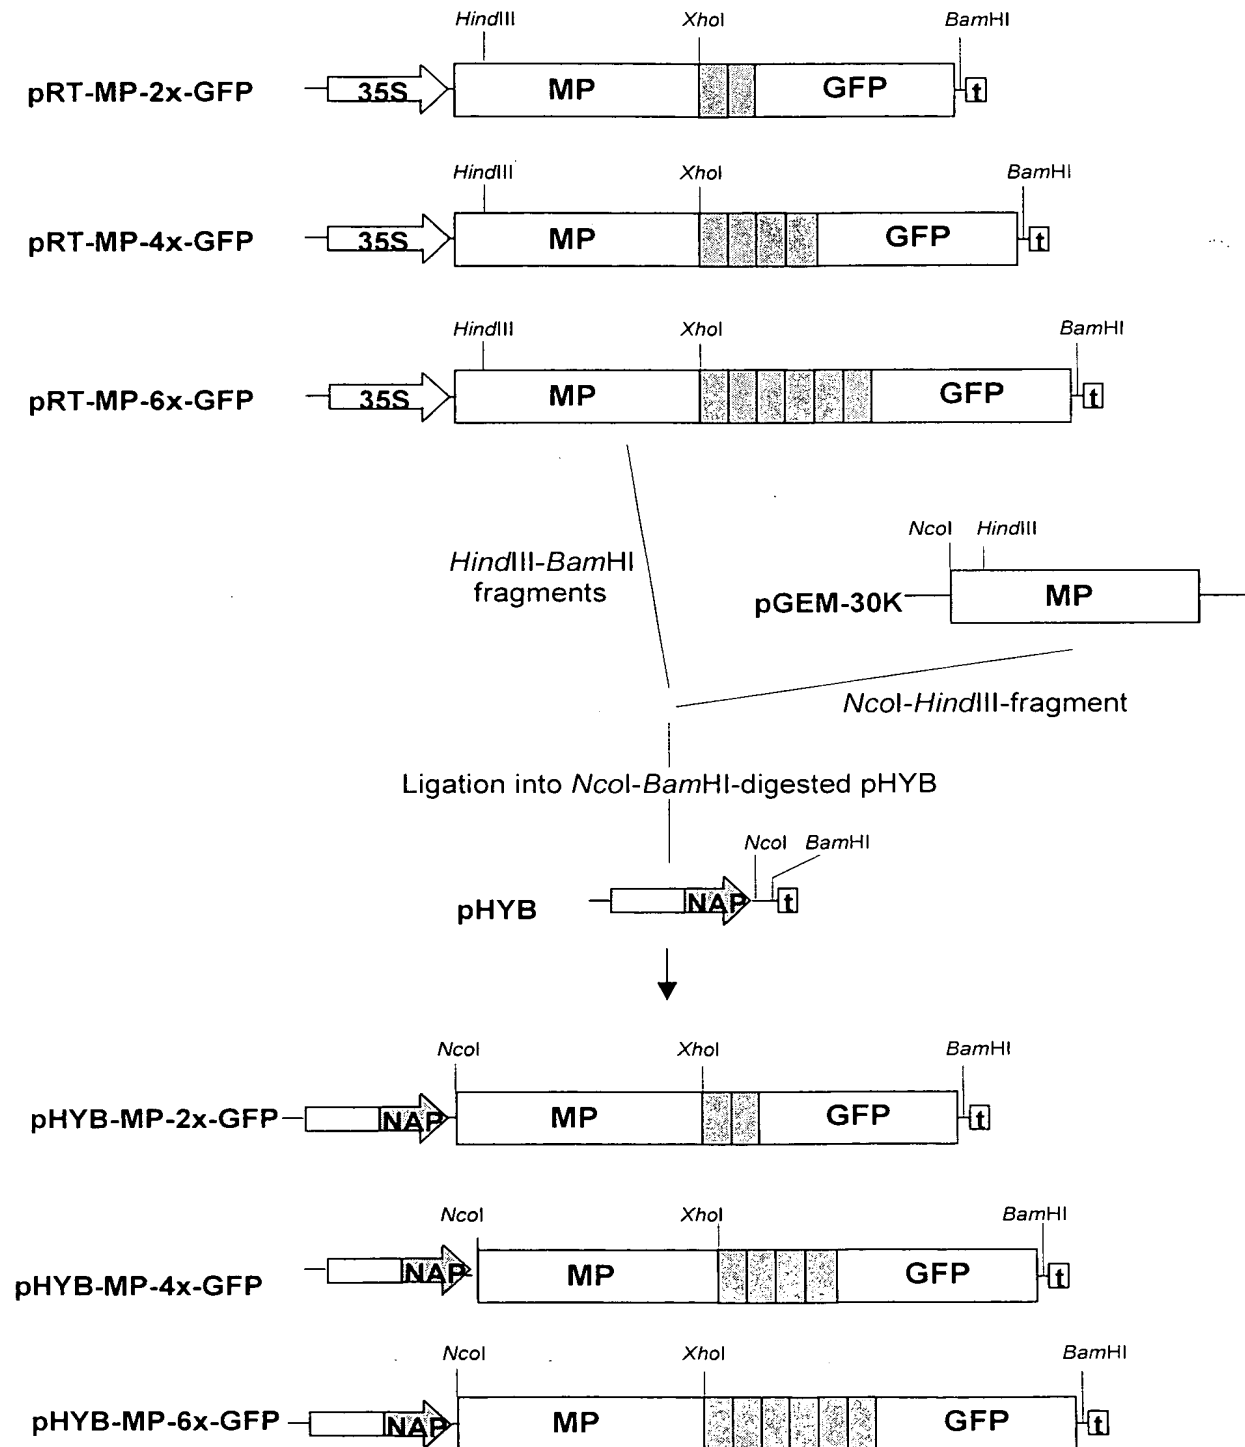 HindIII XhoI BamHI
pRT-MP-2x-GFP 35S MP GFP t
HindIII XhoI BamHI
pRT-MP-4x-GFP 35S MP GFP t
HindIII XhoI BamHI
pRT-MP-6x-GFP 35S MP GFP t
NcoI HindIII
HindIII-BamHI
fragments
pGEM-30K MP
NcoI-HindIII-fragment
Ligation into NcoI-BamHI-digested pHYB
NcoI BamHI
pHYB NAP t
NcoI XhoI BamHI
pHYB-MP-2x-GFP NAP MP GFP t
NcoI XhoI BamHI
pHYB-MP-4x-GFP NAP MP GFP t
NcoI XhoI BamHI
pHYB-MP-6x-GFP NAP MP GFP t